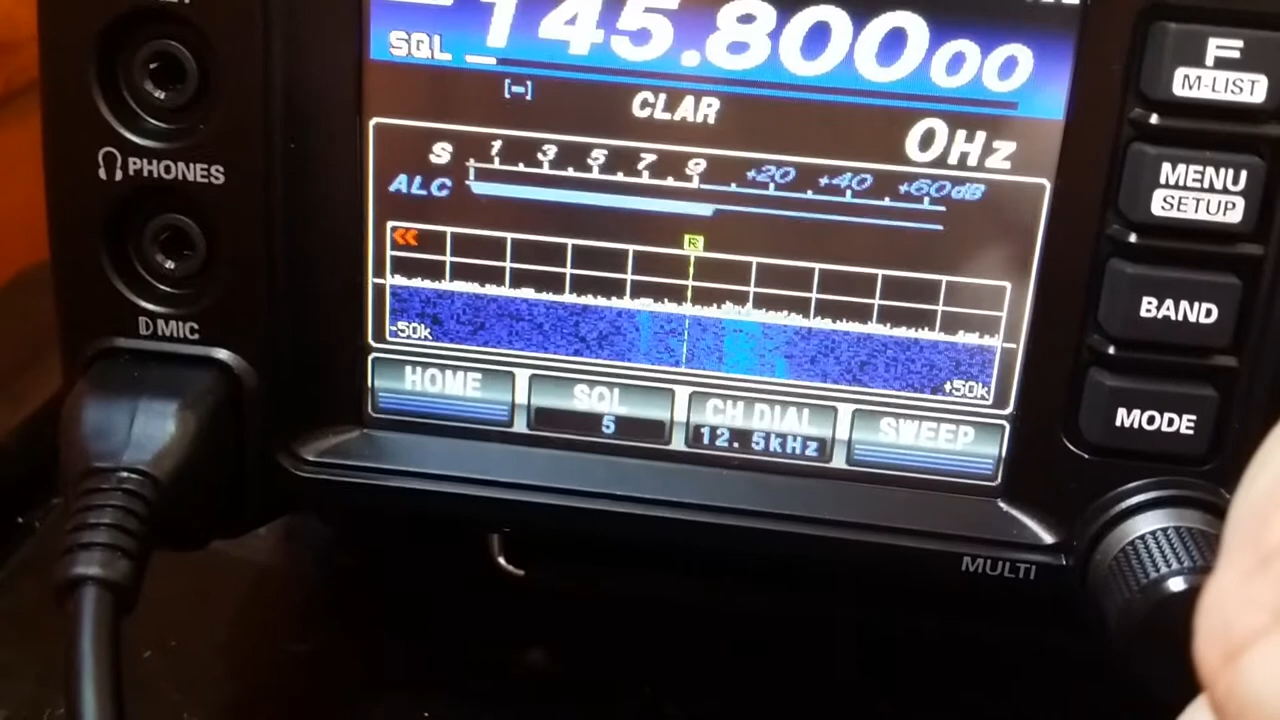 145.80000
SQL
[-]
CLAR
0Hz
S 1 3 5 7 9 +20 +40 +60dB
ALC
R
-50k
+50k
HOME
SQL
5
CH DIAL
12.5kHz
SWEEP
PHONES
MIC
F
M-LIST
MENU
SETUP
BAND
MODE
MULTI